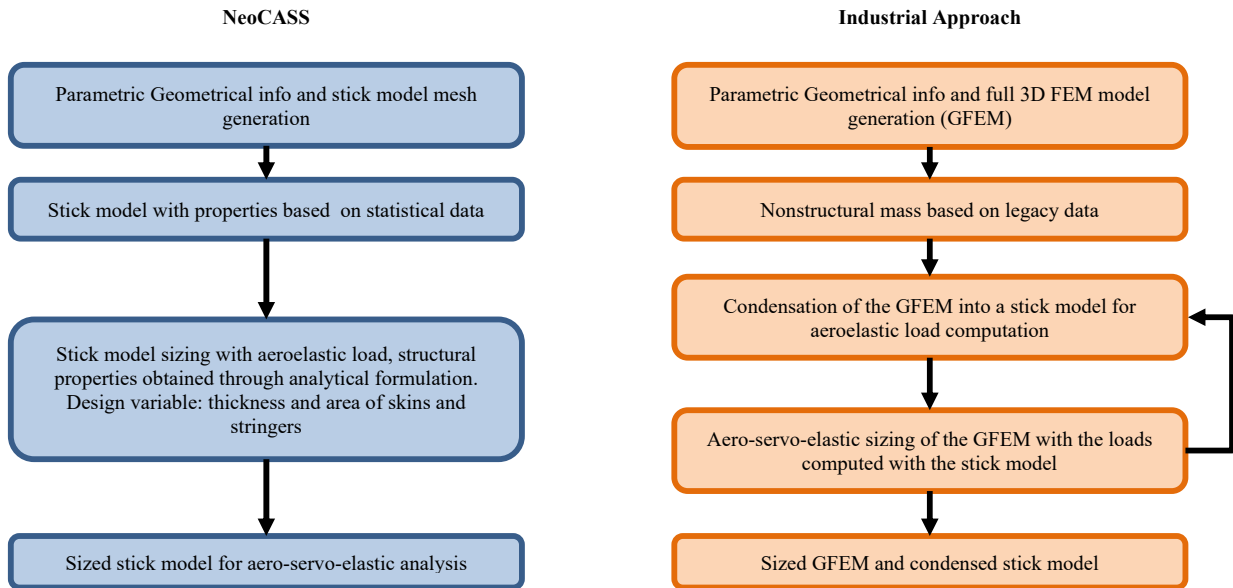 NeoCASS
Parametric Geometrical info and stick model mesh
generation
Stick model with properties based on statistical data
Stick model sizing with aeroelastic load, structural
properties obtained through analytical formulation.
Design variable: thickness and area of skins and
stringers
Sized stick model for aero-servo-elastic analysis
Industrial Approach
Parametric Geometrical info and full 3D FEM model
generation (GFEM)
Nonstructural mass based on legacy data
Condensation of the GFEM into a stick model for
aeroelastic load computation
Aero-servo-elastic sizing of the GFEM with the loads
computed with the stick model
Sized GFEM and condensed stick model